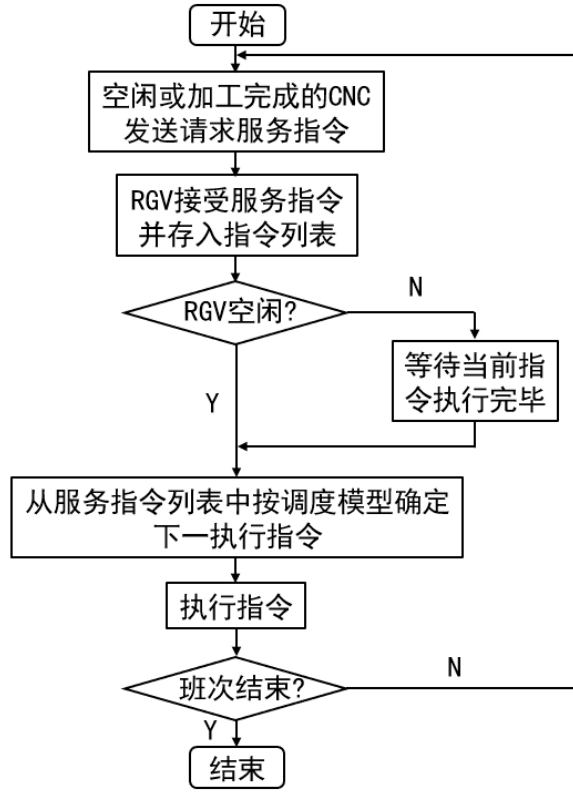 开始
空闲或加工完成的CNC
发送请求服务指令
RGV接受服务指令
并存入指令列表
RGV空闲?
N
等待当前指
令执行完毕
Y
从服务指令列表中按调度模型确定
下一执行指令
执行指令
班次结束?
N
Y
结束